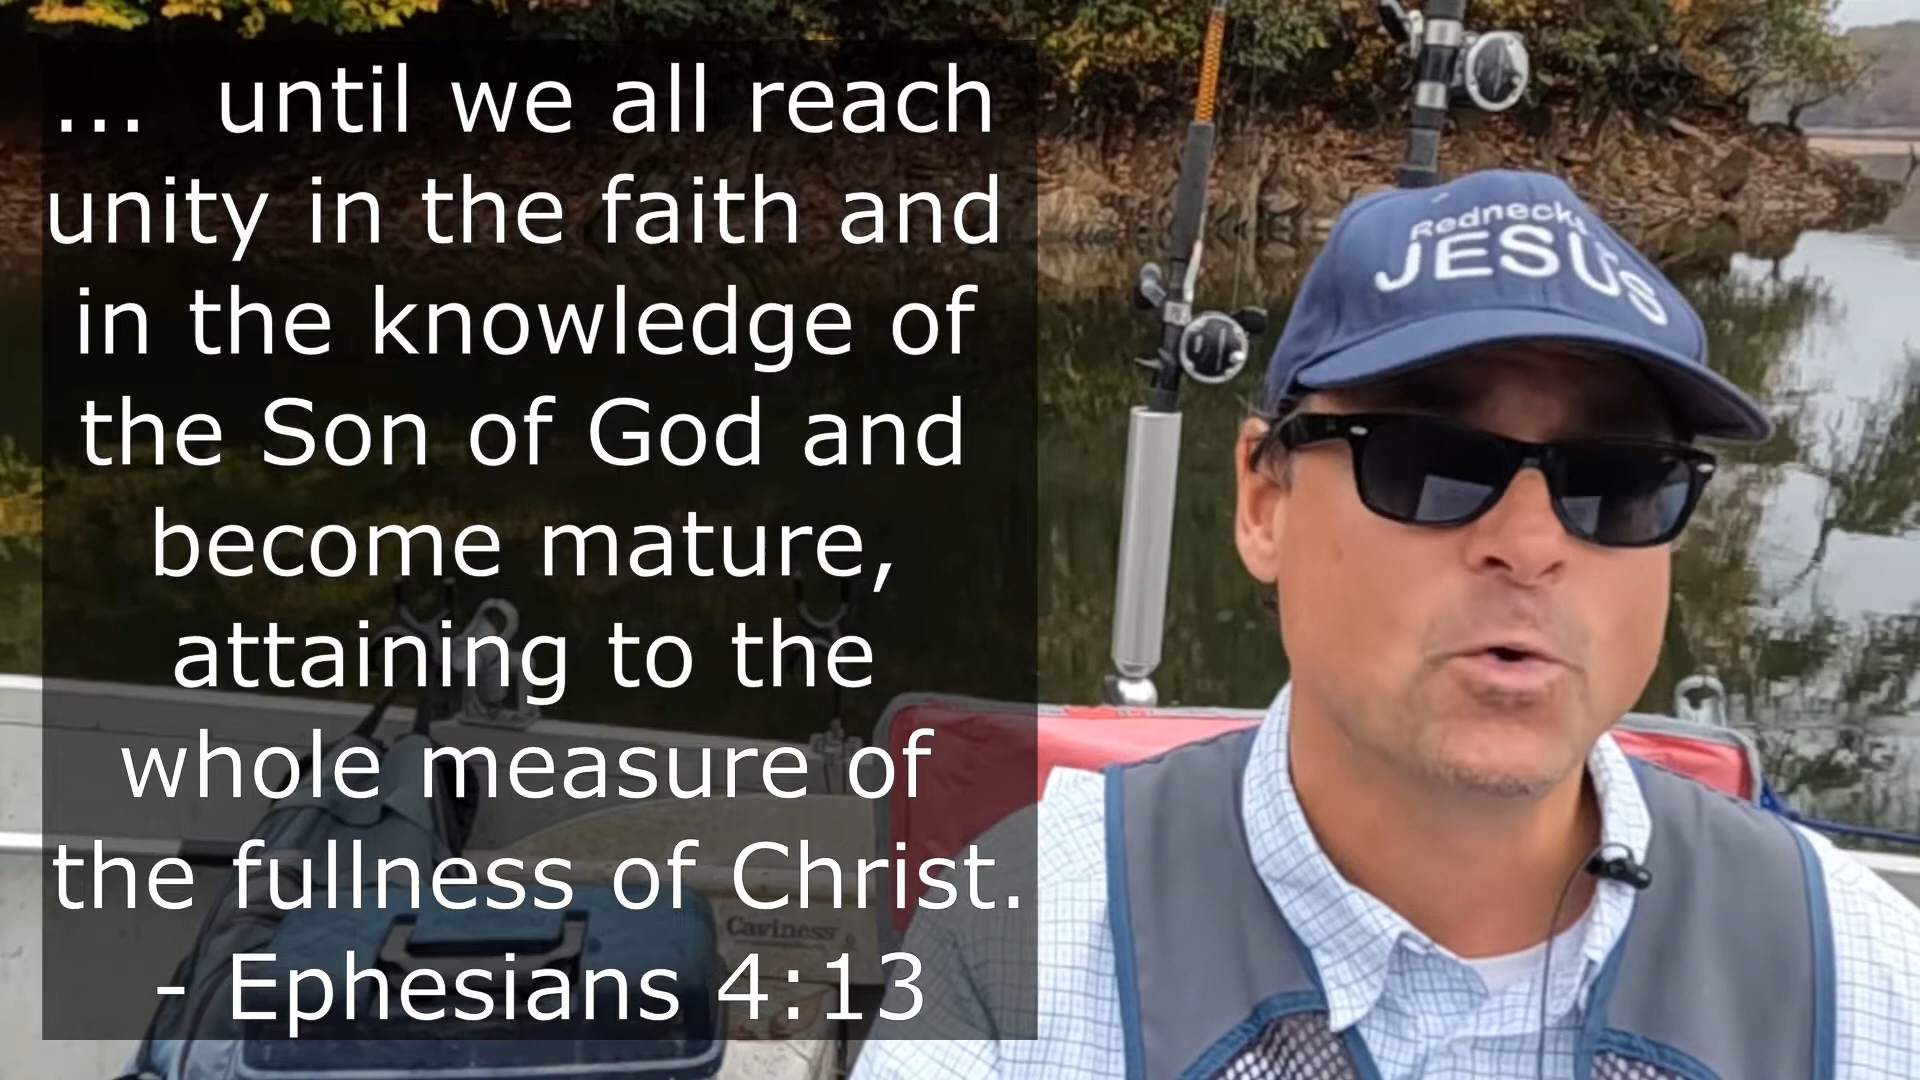 ... until we all reach
unity in the faith and
in the knowledge of
the Son of God and
become mature,
attaining to the
whole measure of
the fullness of Christ.
- Ephesians 4:13
Rednecks
JESUS
Caviness